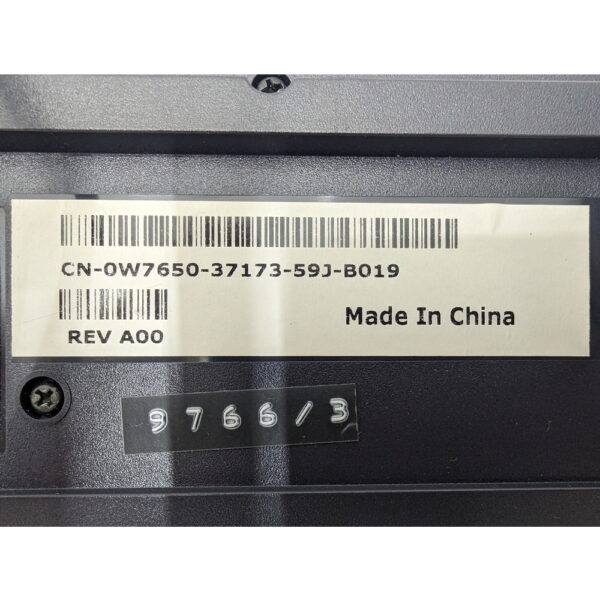 CN-0W7650-37173-59J-B019
REV A00
Made In China
9766/3